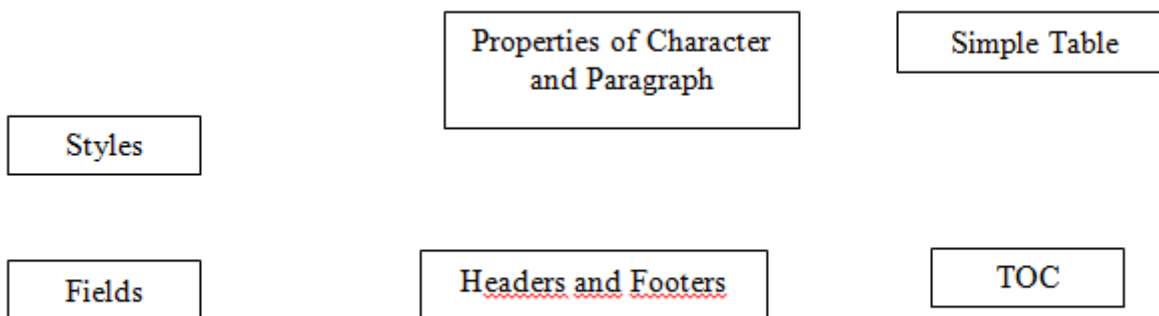 Properties of Character
and Paragraph
Simple Table
Styles
Fields
Headers and Footers
TOC